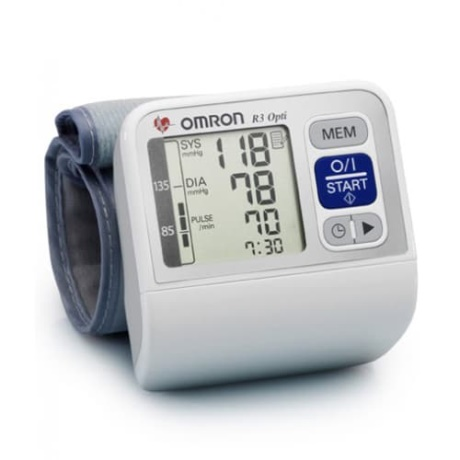 OMRON R3 Opti
SYS
mmHg
118
135
DIA
mmHg
78
85
PULSE
/min
70
7:30
MEM
O/I
START